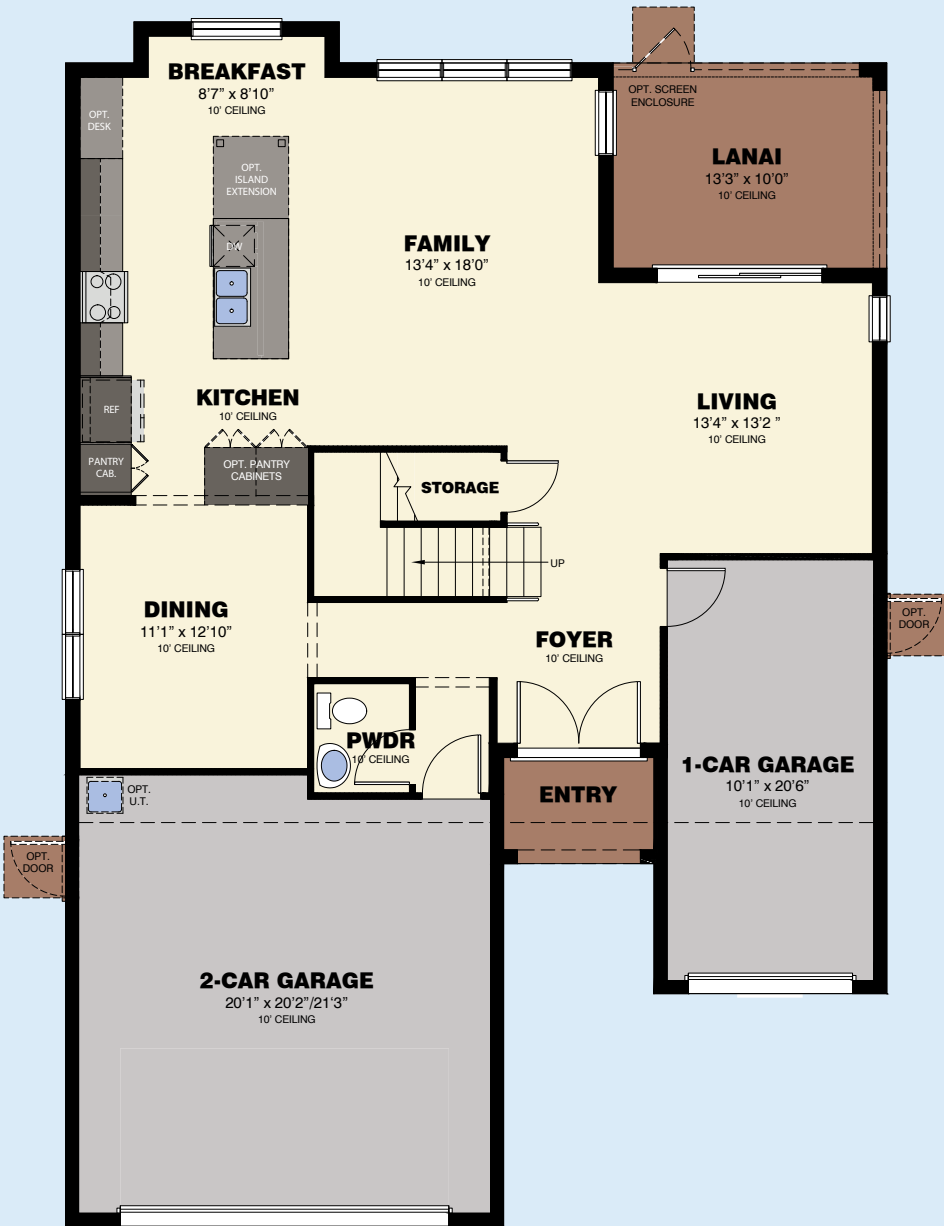 BREAKFAST
8'7" x 8'10"
10' CEILING
OPT. SCREEN
ENCLOSURE
OPT.
DESK
LANAI
13'3" x 10'0"
10' CEILING
OPT.
ISLAND
EXTENSION
DW
FAMILY
13'4" x 18'0"
10' CEILING
KITCHEN
10' CEILING
LIVING
13'4" x 13'2 "
10' CEILING
REF
PANTRY
CAB.
OPT. PANTRY
CABINETS
STORAGE
UP
DINING
11'1" x 12'10"
10' CEILING
FOYER
10' CEILING
OPT.
DOOR
PWDR
10' CEILING
1-CAR GARAGE
10'1" x 20'6"
10' CEILING
OPT.
U.T.
ENTRY
OPT.
DOOR
2-CAR GARAGE
20'1" x 20'2"/21'3"
10' CEILING